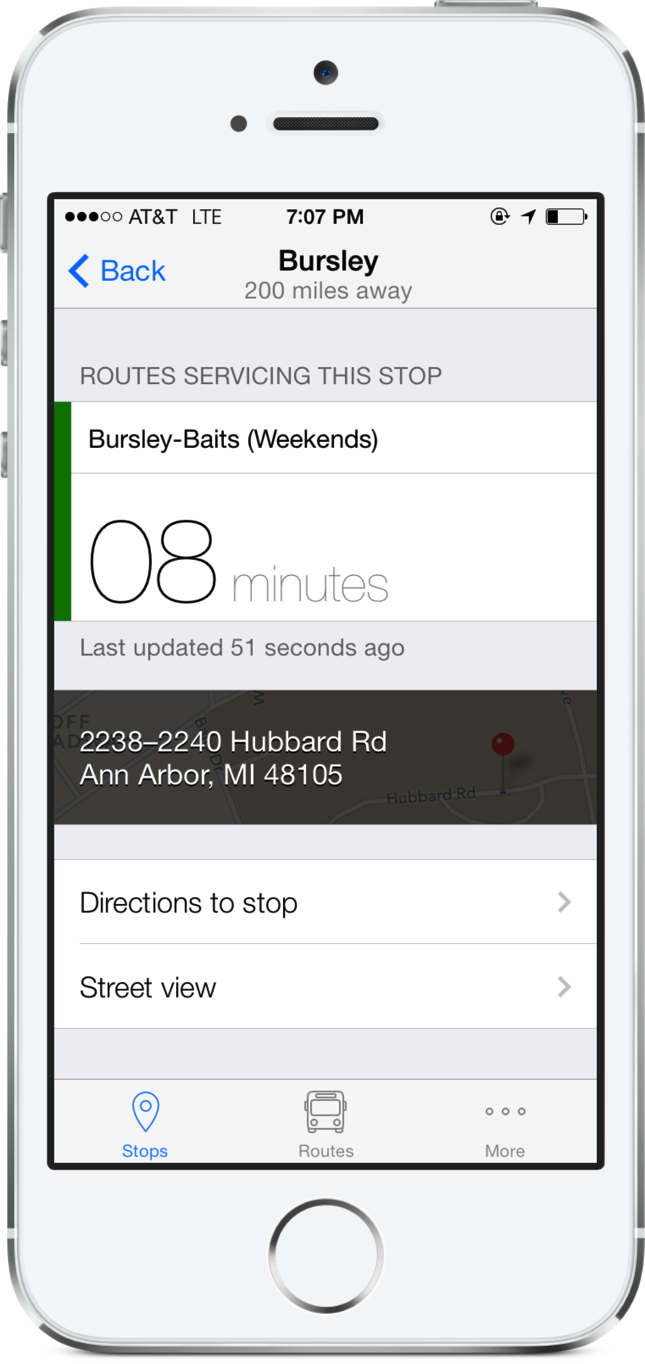 AT&T LTE 7:07 PM
Back
Bursley
200 miles away
ROUTES SERVICING THIS STOP
Bursley-Baits (Weekends)
08 minutes
Last updated 51 seconds ago
2238–2240 Hubbard Rd
Ann Arbor, MI 48105
Hubbard Rd
Directions to stop
Street view
Stops
Routes
More